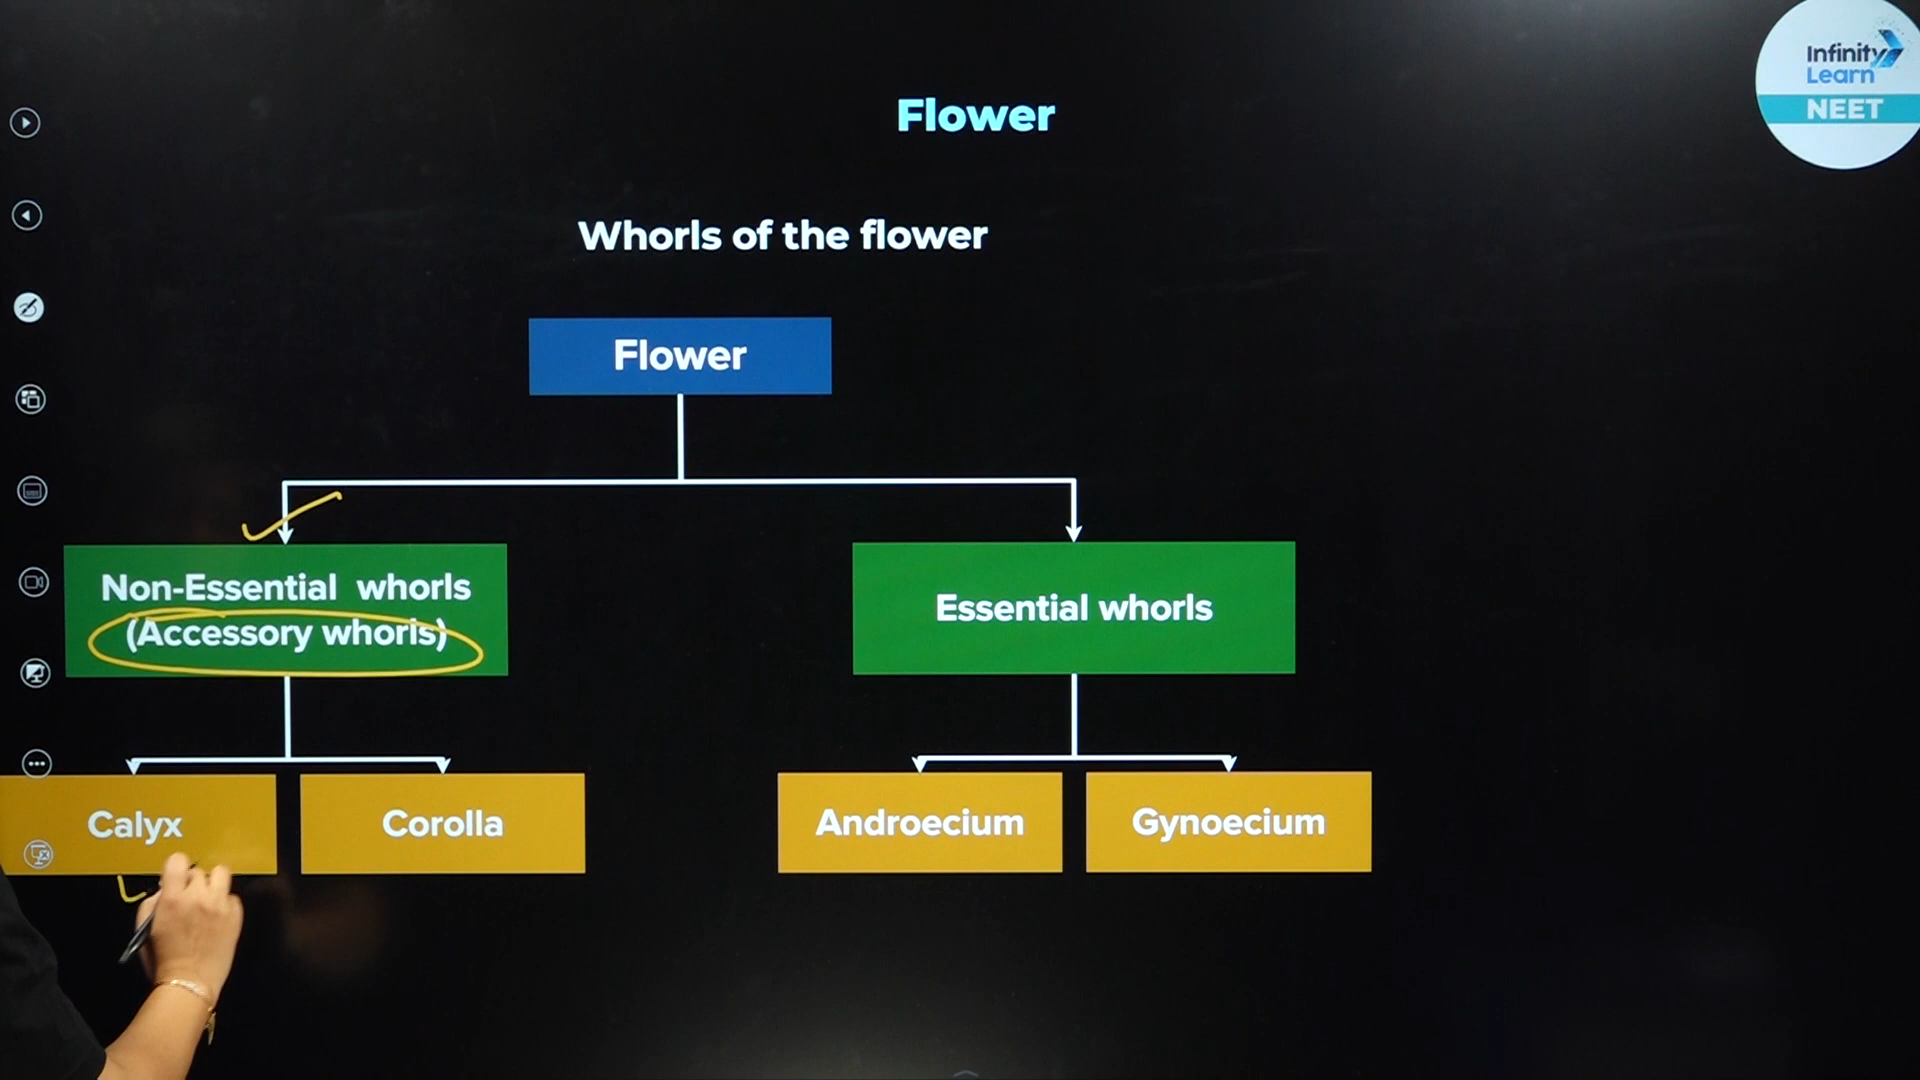 Infinity
Learn
NEET
Flower
Whorls of the flower
Flower
Non-Essential whorls
(Accessory whorls)
Essential whorls
Calyx
Corolla
Androecium
Gynoecium